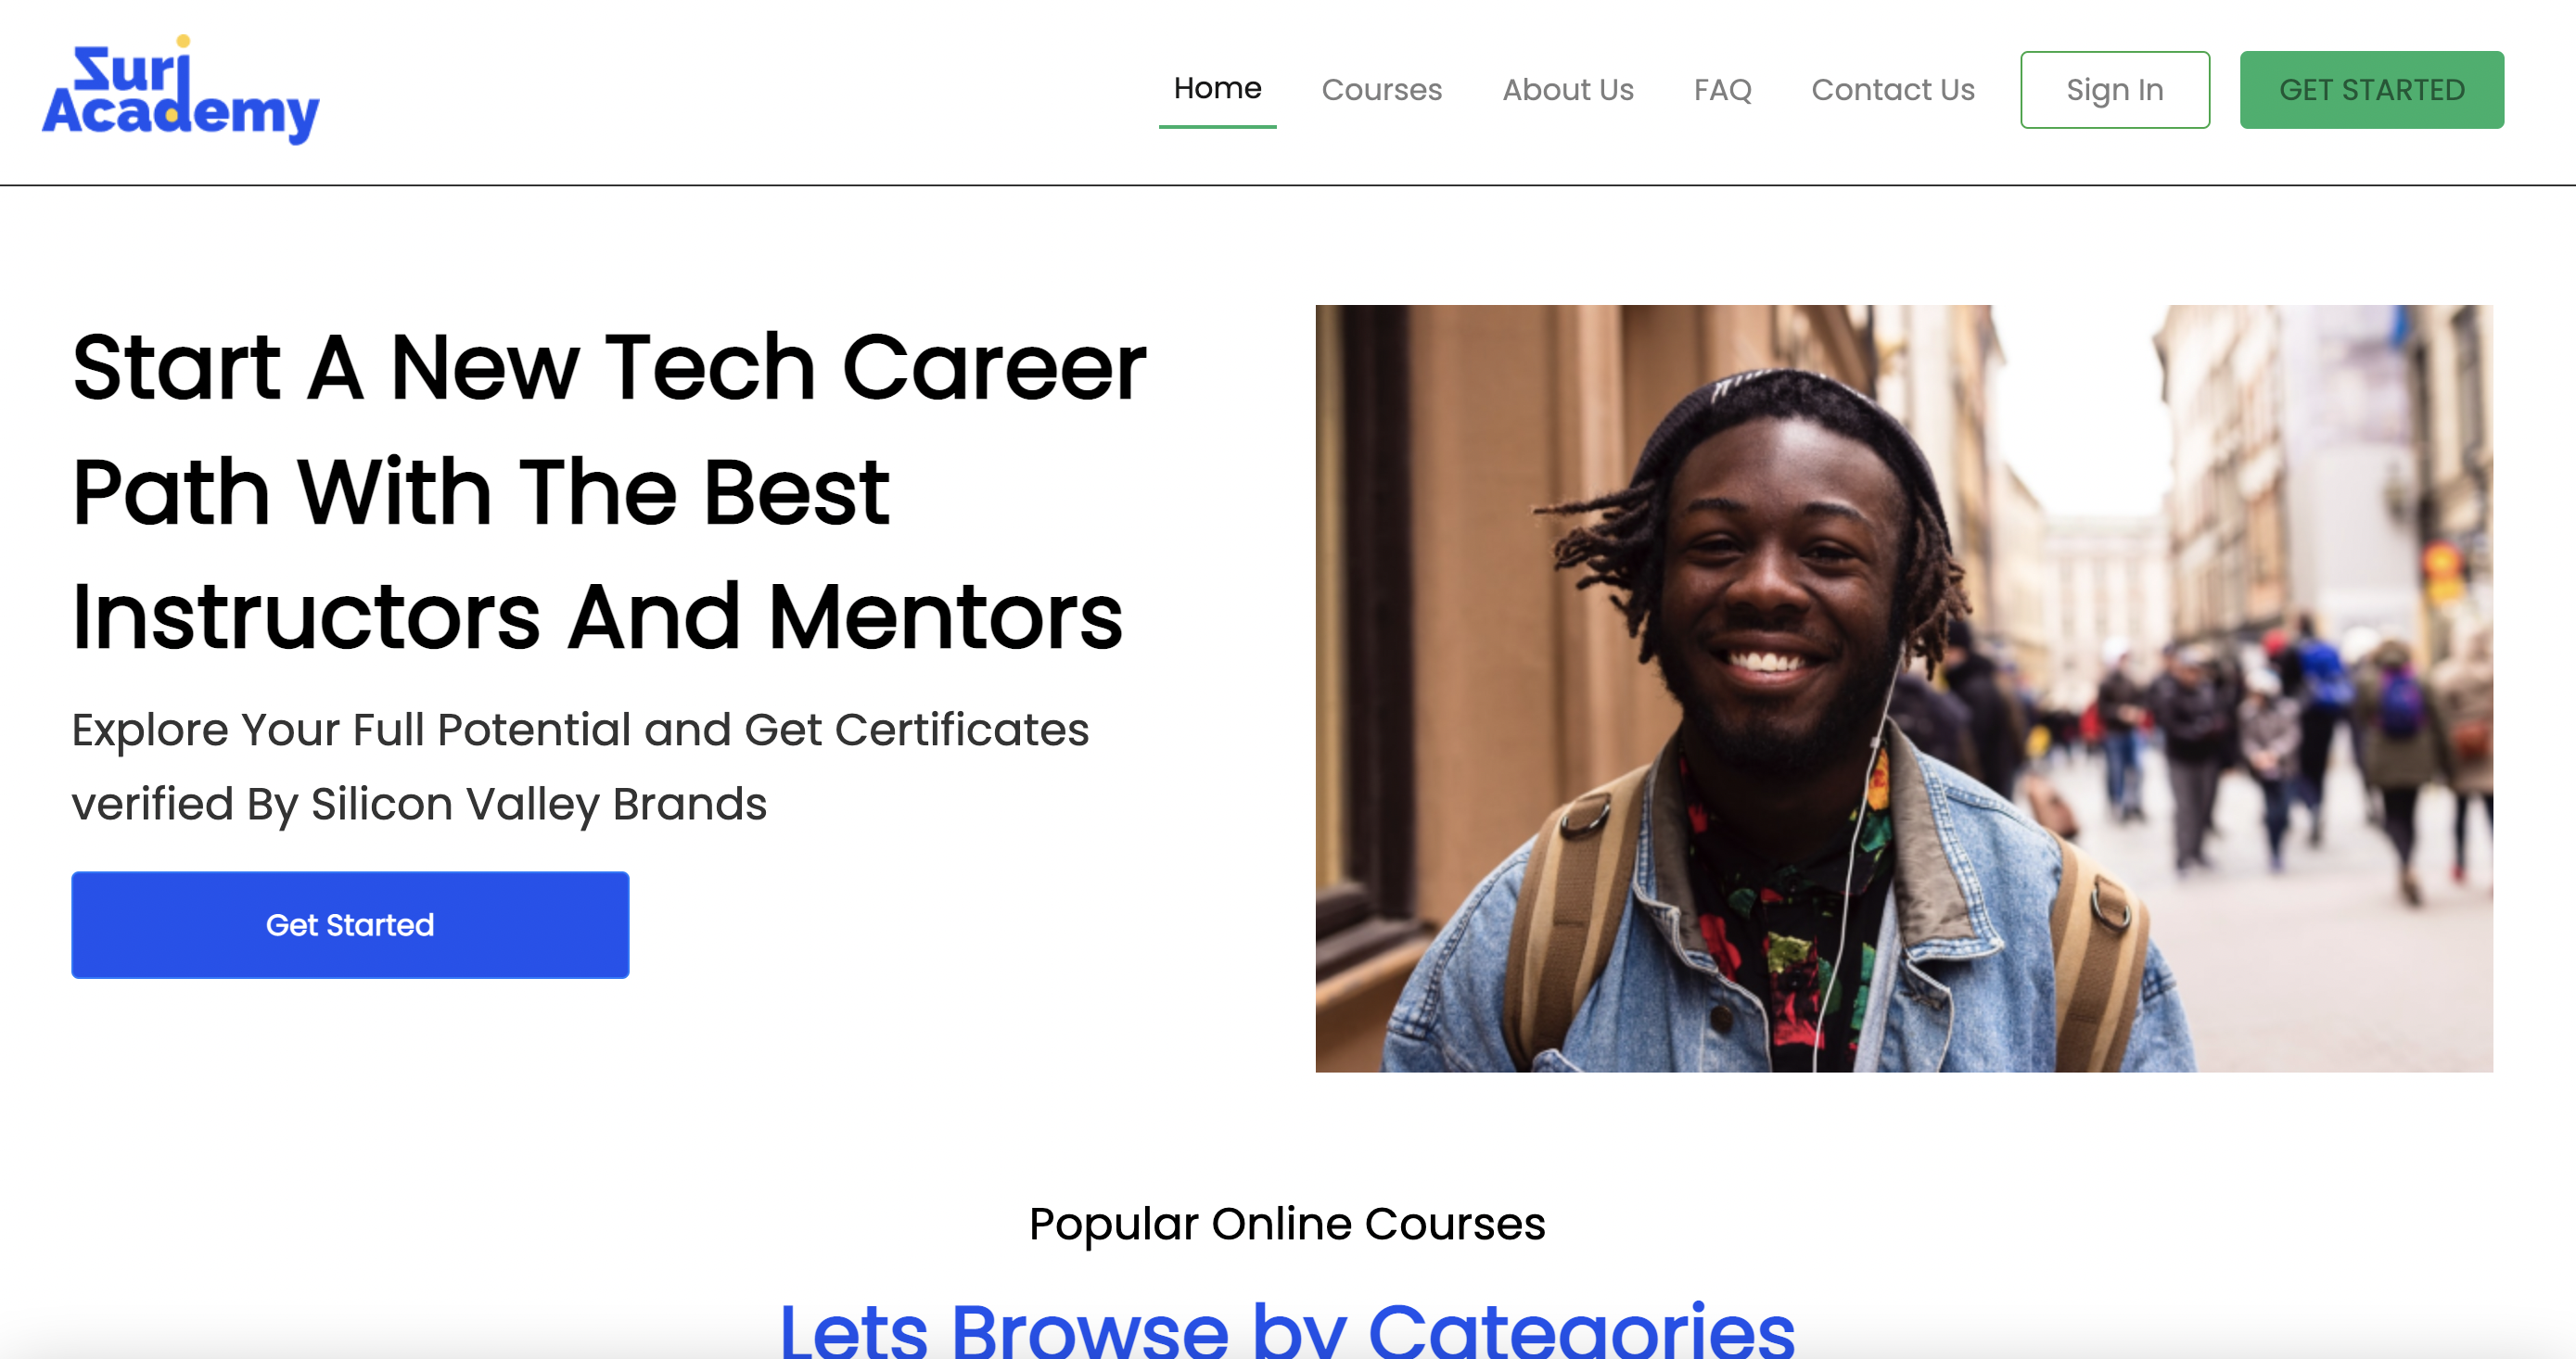 Zuri
Academy
Home
Courses
About Us
FAQ
Contact Us
Sign In
GET STARTED
Start A New Tech Career
Path With The Best
Instructors And Mentors
Explore Your Full Potential and Get Certificates
verified By Silicon Valley Brands
Get Started
Popular Online Courses
Lets Browse by Categories